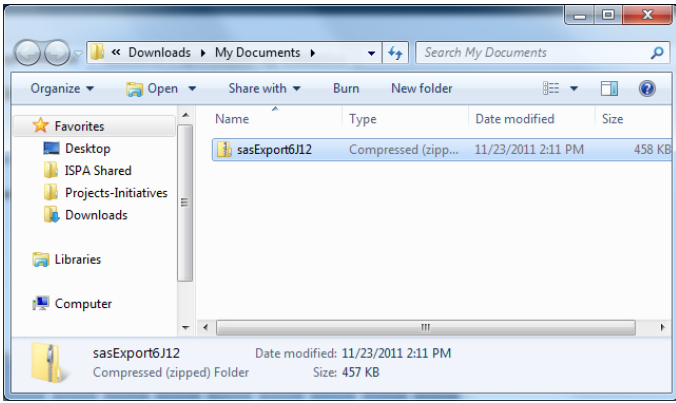 « Downloads ▸ My Documents ▸
Search My Documents
Organize ▾ Open ▾ Share with ▾ Burn New folder
Favorites
Desktop
ISPA Shared
Projects-Initiatives
Downloads
Libraries
Computer
Name Type Date modified Size
sasExport6J12 Compressed (zipp... 11/23/2011 2:11 PM 458 KB
sasExport6J12 Date modified: 11/23/2011 2:11 PM
Compressed (zipped) Folder Size: 457 KB